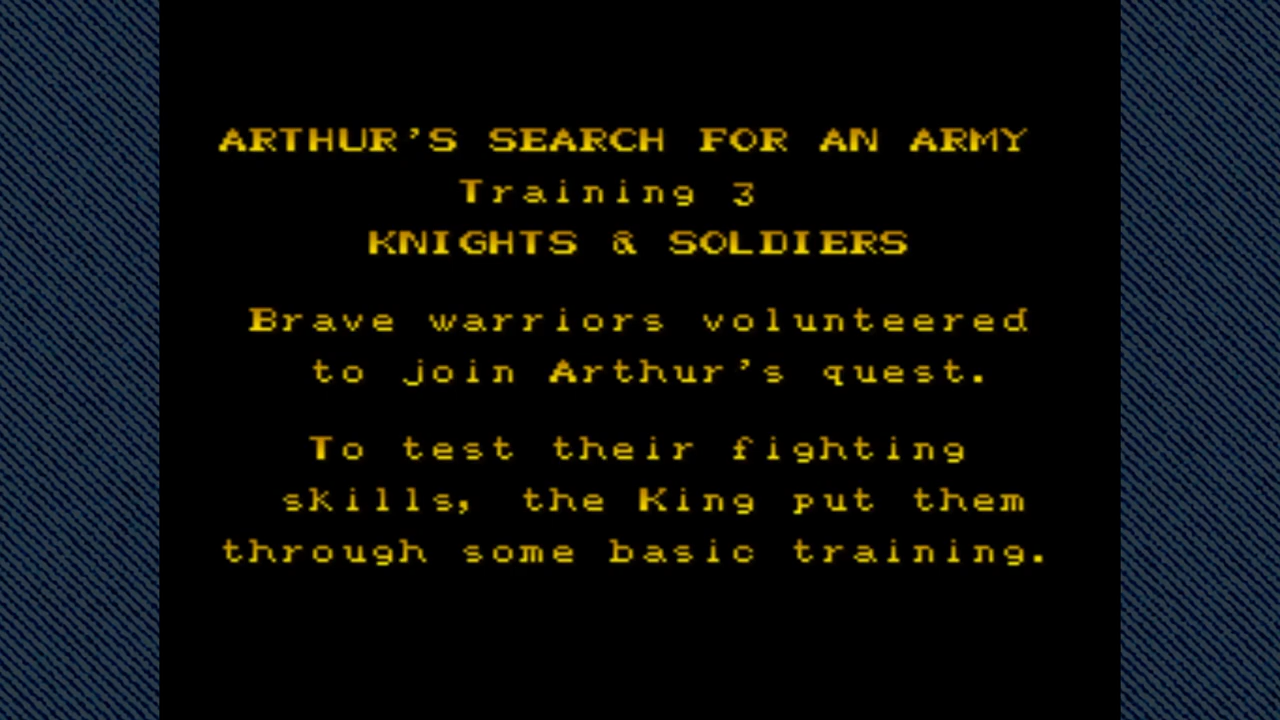 ARTHUR'S SEARCH FOR AN ARMY
Training 3
KNIGHTS & SOLDIERS
Brave warriors volunteered
to join Arthur's quest.
To test their fighting
skills, the King put them
through some basic training.